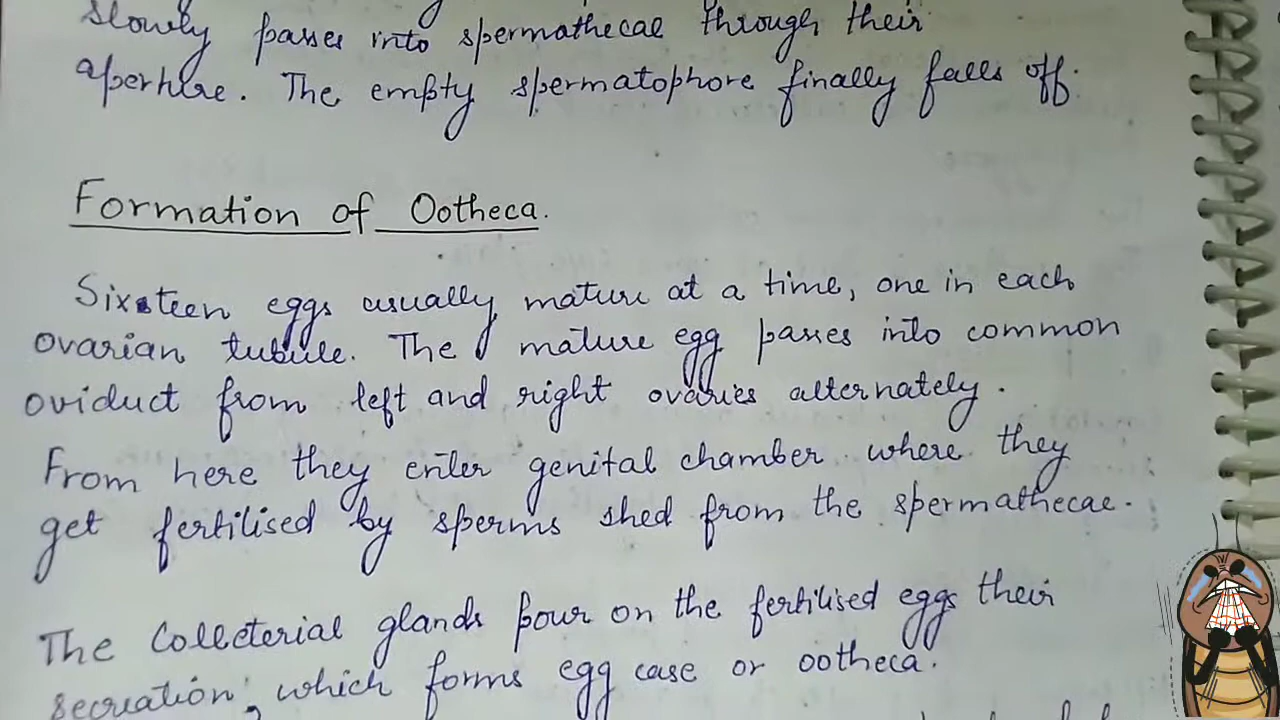 slowly passes into spermathecae through their
aperture. The empty spermatophore finally falls off.
Formation of Ootheca.
Sixteen eggs usually mature at a time, one in each
ovarian tubule. The mature egg passes into common
oviduct from left and right ovaries alternately.
From here they enter genital chamber where they
get fertilised by sperms shed from the spermathecae.
The Colleterial glands pour on the fertilised eggs their
secreation, which forms egg case or ootheca.